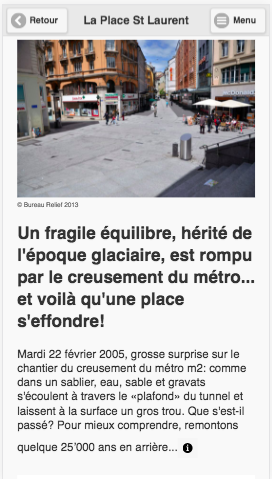 Retour
La Place St Laurent
Menu
© Bureau Relief 2013
Un fragile équilibre, hérité de
l'époque glaciaire, est rompu
par le creusement du métro...
et voilà qu'une place
s'effondre!
Mardi 22 février 2005, grosse surprise sur le
chantier du creusement du métro m2: comme
dans un sablier, eau, sable et gravats
s'écoulent à travers le «plafond» du tunnel et
laissent à la surface un gros trou. Que s'est-il
passé? Pour mieux comprendre, remontons
quelque 25'000 ans en arrière...